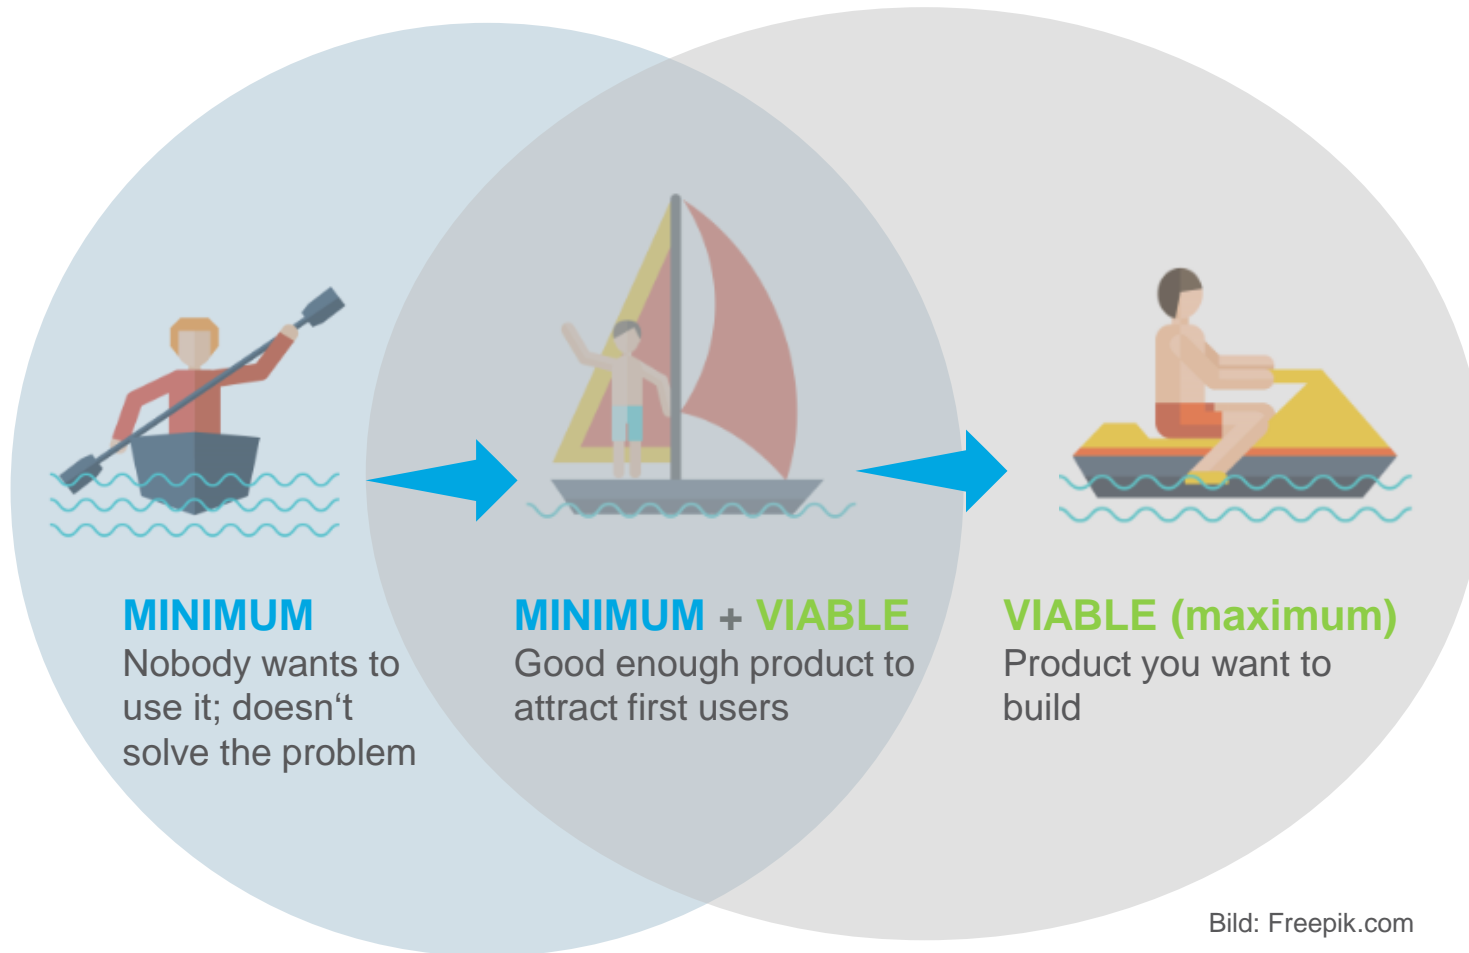 MINIMUM
Nobody wants to
use it; doesn‘t
solve the problem
MINIMUM + VIABLE
Good enough product to
attract first users
VIABLE (maximum)
Product you want to
build
Bild: Freepik.com